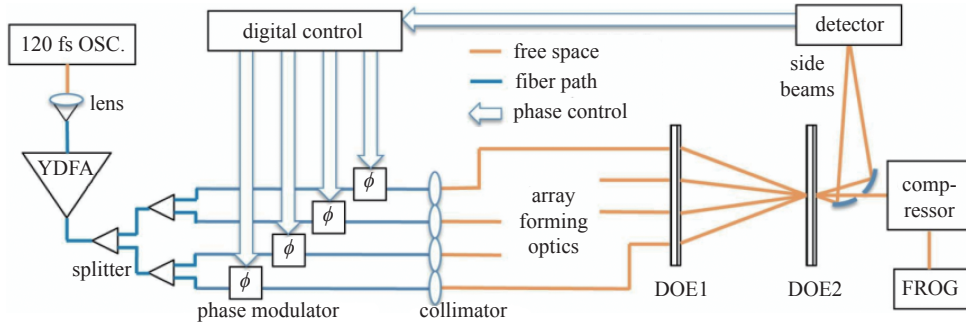 120 fs OSC.
digital control
detector
free space
fiber path
phase control
side
beams
lens
YDFA
ϕ
ϕ
ϕ
ϕ
splitter
phase modulator
collimator
array
forming
optics
DOE1
DOE2
comp-
ressor
FROG